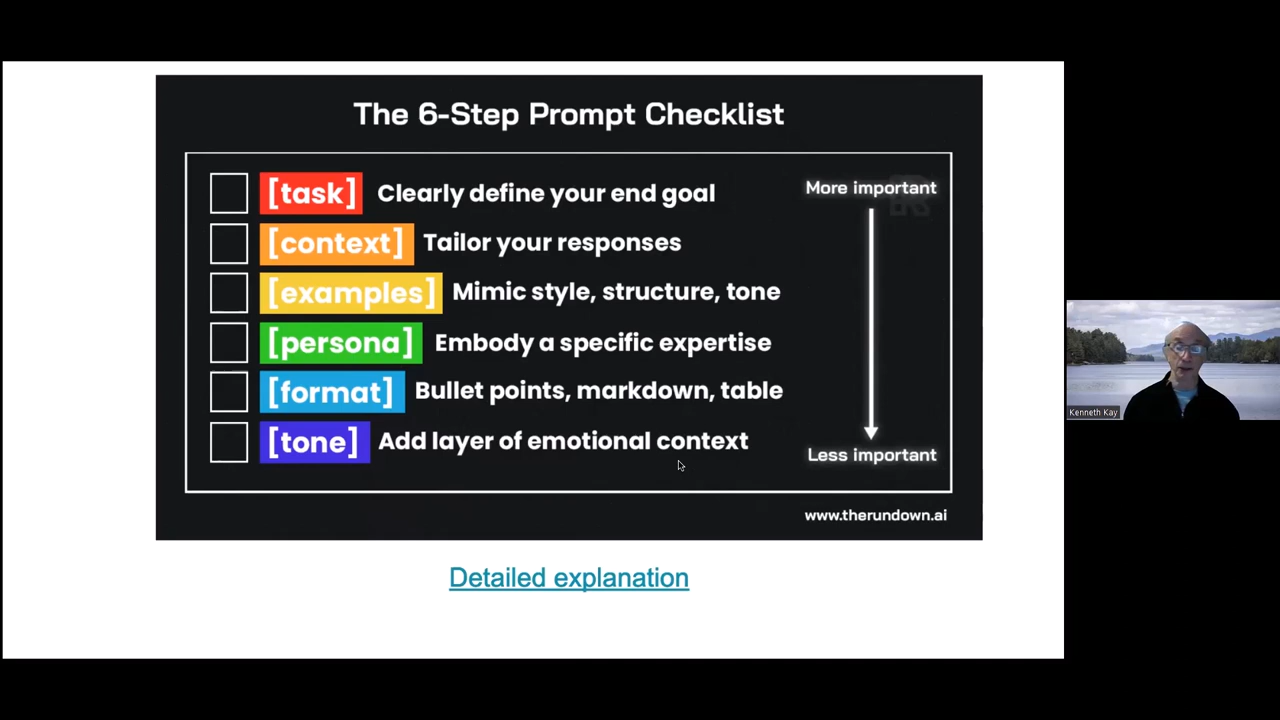 The 6-Step Prompt Checklist
[task] Clearly define your end goal
More important
[context] Tailor your responses
[examples] Mimic style, structure, tone
[persona] Embody a specific expertise
[format] Bullet points, markdown, table
[tone] Add layer of emotional context
Less important
www.therundown.ai
Detailed explanation
Kenneth Kay